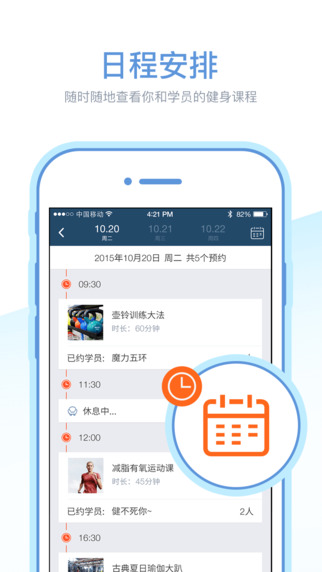 日程安排
随时随地查看你和学员的健身课程
中国移动 4:21 PM 82%
10.20 10.21 10.22
周二 周三 周四
2015年10月20日 周二 共5个预约
09:30
壶铃训练大法
时长：60分钟
已约学员：魔力五环
11:30
休息中...
12:00
减脂有氧运动课
时长：45分钟
已约学员：健不死你~ 2人
16:30
古典夏日瑜伽大趴